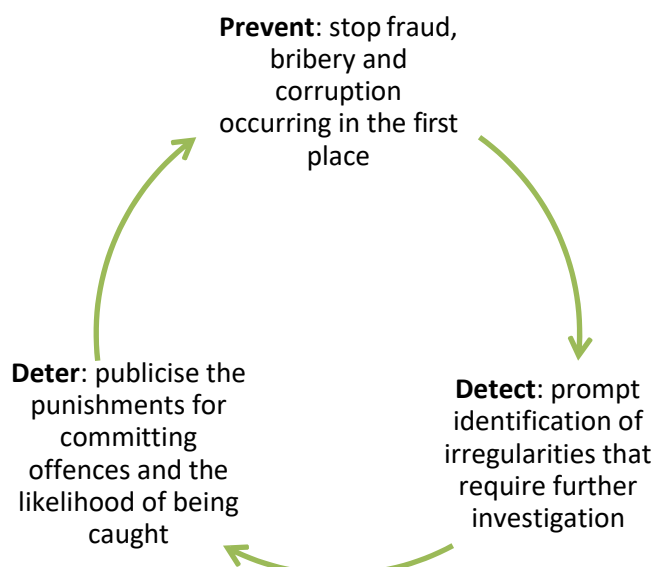 Prevent: stop fraud,
bribery and
corruption
occurring in the first
place
Deter: publicise the
punishments for
committing
offences and the
likelihood of being
caught
Detect: prompt
identification of
irregularities that
require further
investigation